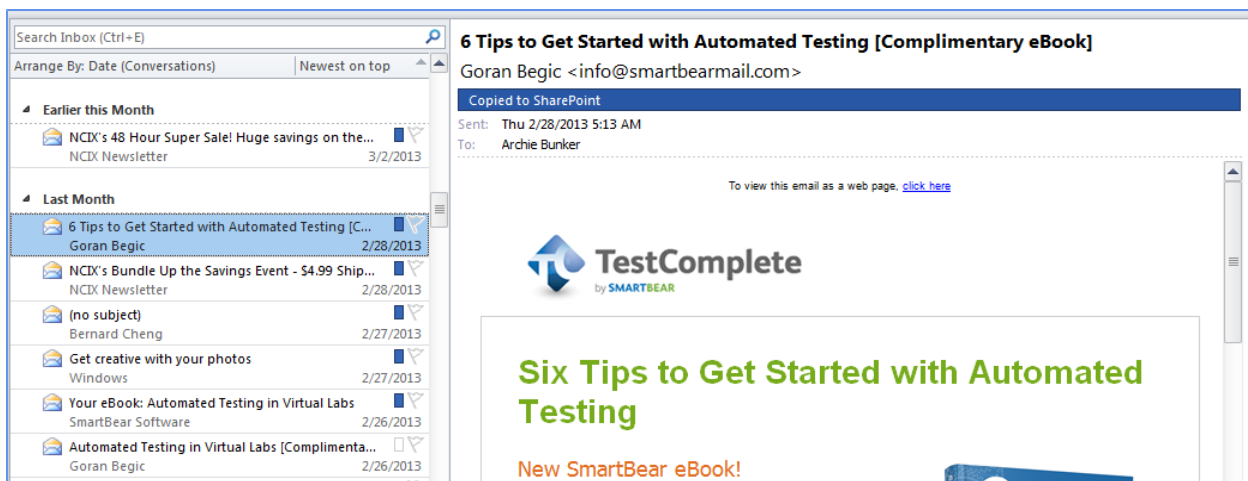 Search Inbox (Ctrl+E)
Arrange By: Date (Conversations) Newest on top
Earlier this Month
NCIX's 48 Hour Super Sale! Huge savings on the...
NCIX Newsletter 3/2/2013
Last Month
6 Tips to Get Started with Automated Testing [C...
Goran Begic 2/28/2013
NCIX's Bundle Up the Savings Event - $4.99 Ship...
NCIX Newsletter 2/28/2013
(no subject)
Bernard Cheng 2/27/2013
Get creative with your photos
Windows 2/27/2013
Your eBook: Automated Testing in Virtual Labs
SmartBear Software 2/26/2013
Automated Testing in Virtual Labs [Complimenta...
Goran Begic 2/26/2013
6 Tips to Get Started with Automated Testing [Complimentary eBook]
Goran Begic <info@smartbearmail.com>
Copied to SharePoint
Sent: Thu 2/28/2013 5:13 AM
To: Archie Bunker
To view this email as a web page, click here
TestComplete
by SMARTBEAR
Six Tips to Get Started with Automated
Testing
New SmartBear eBook!